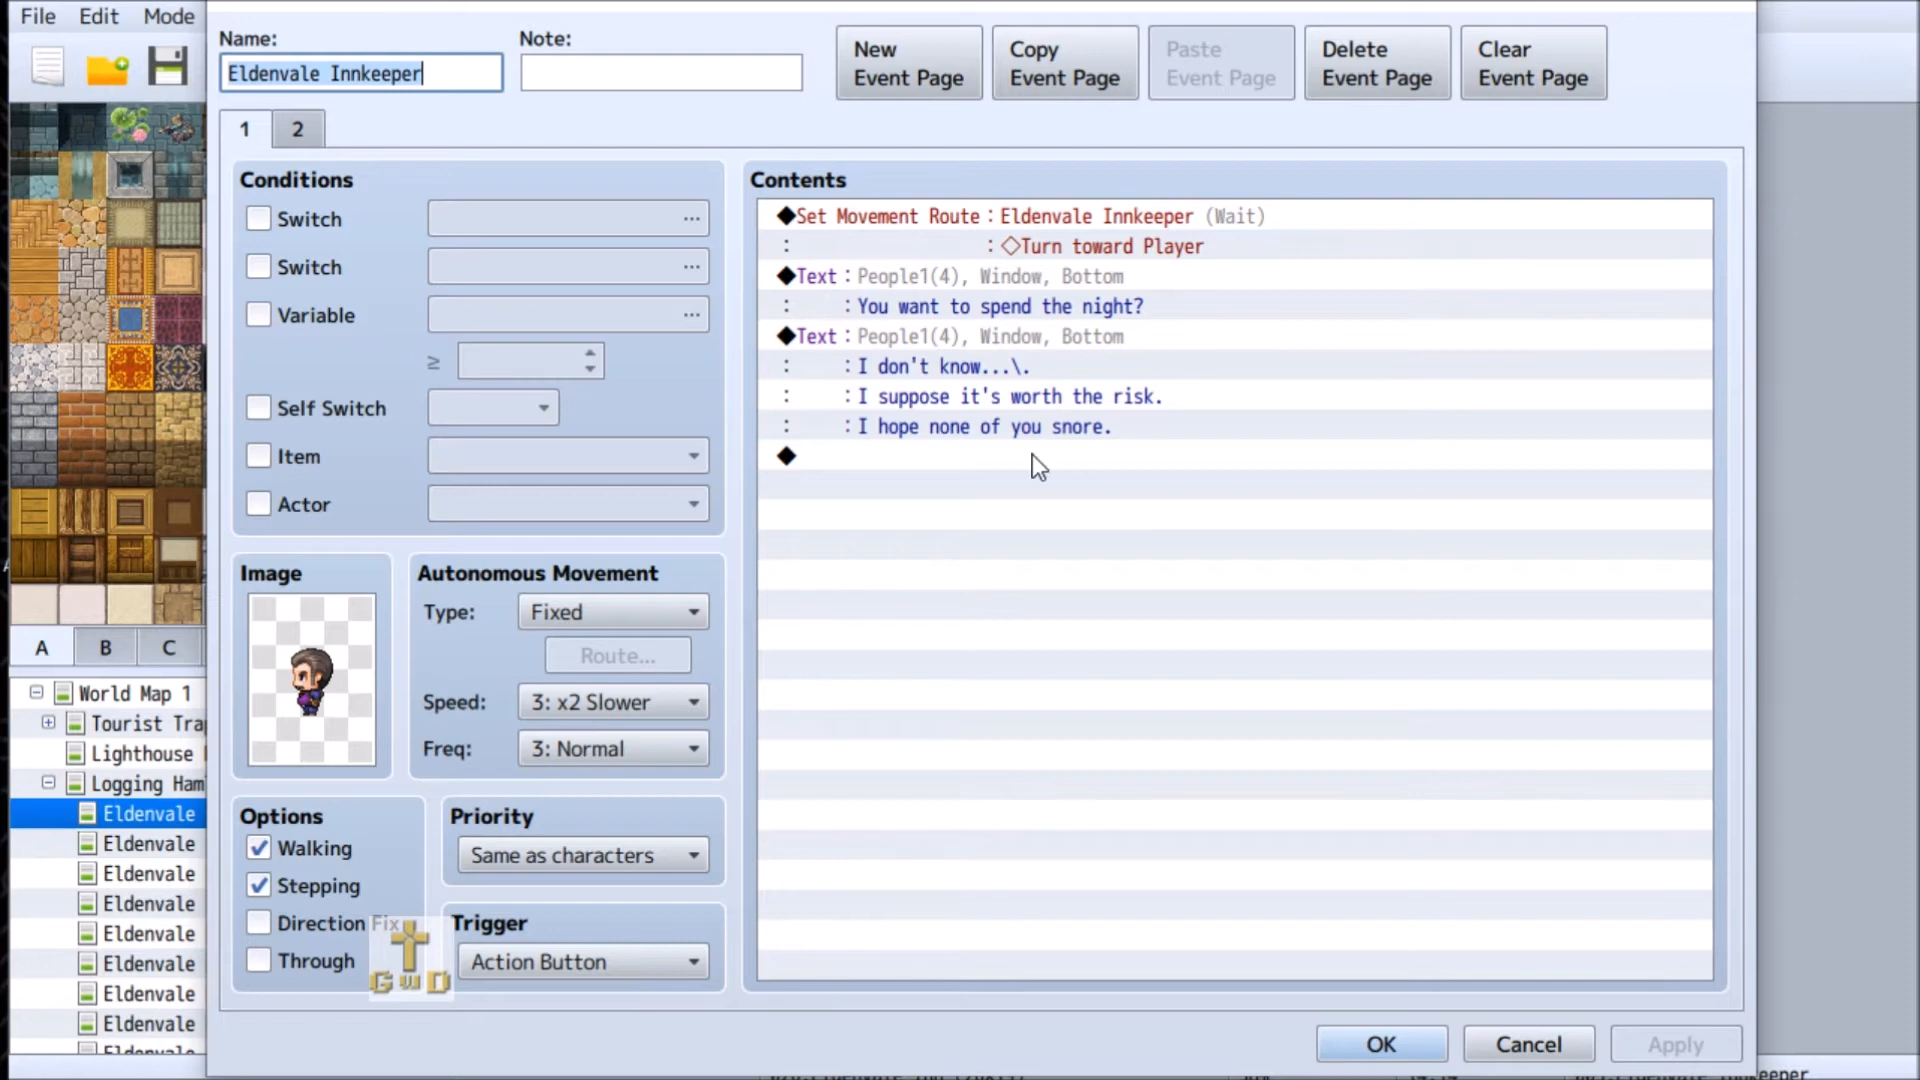 File Edit Mode
Name:
Note:
Eldenvale Innkeeper
New Event Page
Copy Event Page
Paste Event Page
Delete Event Page
Clear Event Page
1 2
Conditions
Switch ...
Switch ...
Variable ...
≥
Self Switch
Item
Actor
Image
Autonomous Movement
Type: Fixed
Route...
Speed: 3: x2 Slower
Freq: 3: Normal
Options
Walking
Stepping
Direction Fix
Through
Priority
Same as characters
Trigger
Action Button
GwD
Contents
◆Set Movement Route：Eldenvale Innkeeper (Wait)
: ：◇Turn toward Player
◆Text：People1(4), Window, Bottom
: ：You want to spend the night?
◆Text：People1(4), Window, Bottom
: ：I don't know...\.
: ：I suppose it's worth the risk.
: ：I hope none of you snore.
◆
A B C
World Map 1
Tourist
Lighthouse
Logging
Eldenvale
Eldenvale
Eldenvale
Eldenvale
Eldenvale
Eldenvale
Eldenvale
Eldenvale
OK Cancel Apply